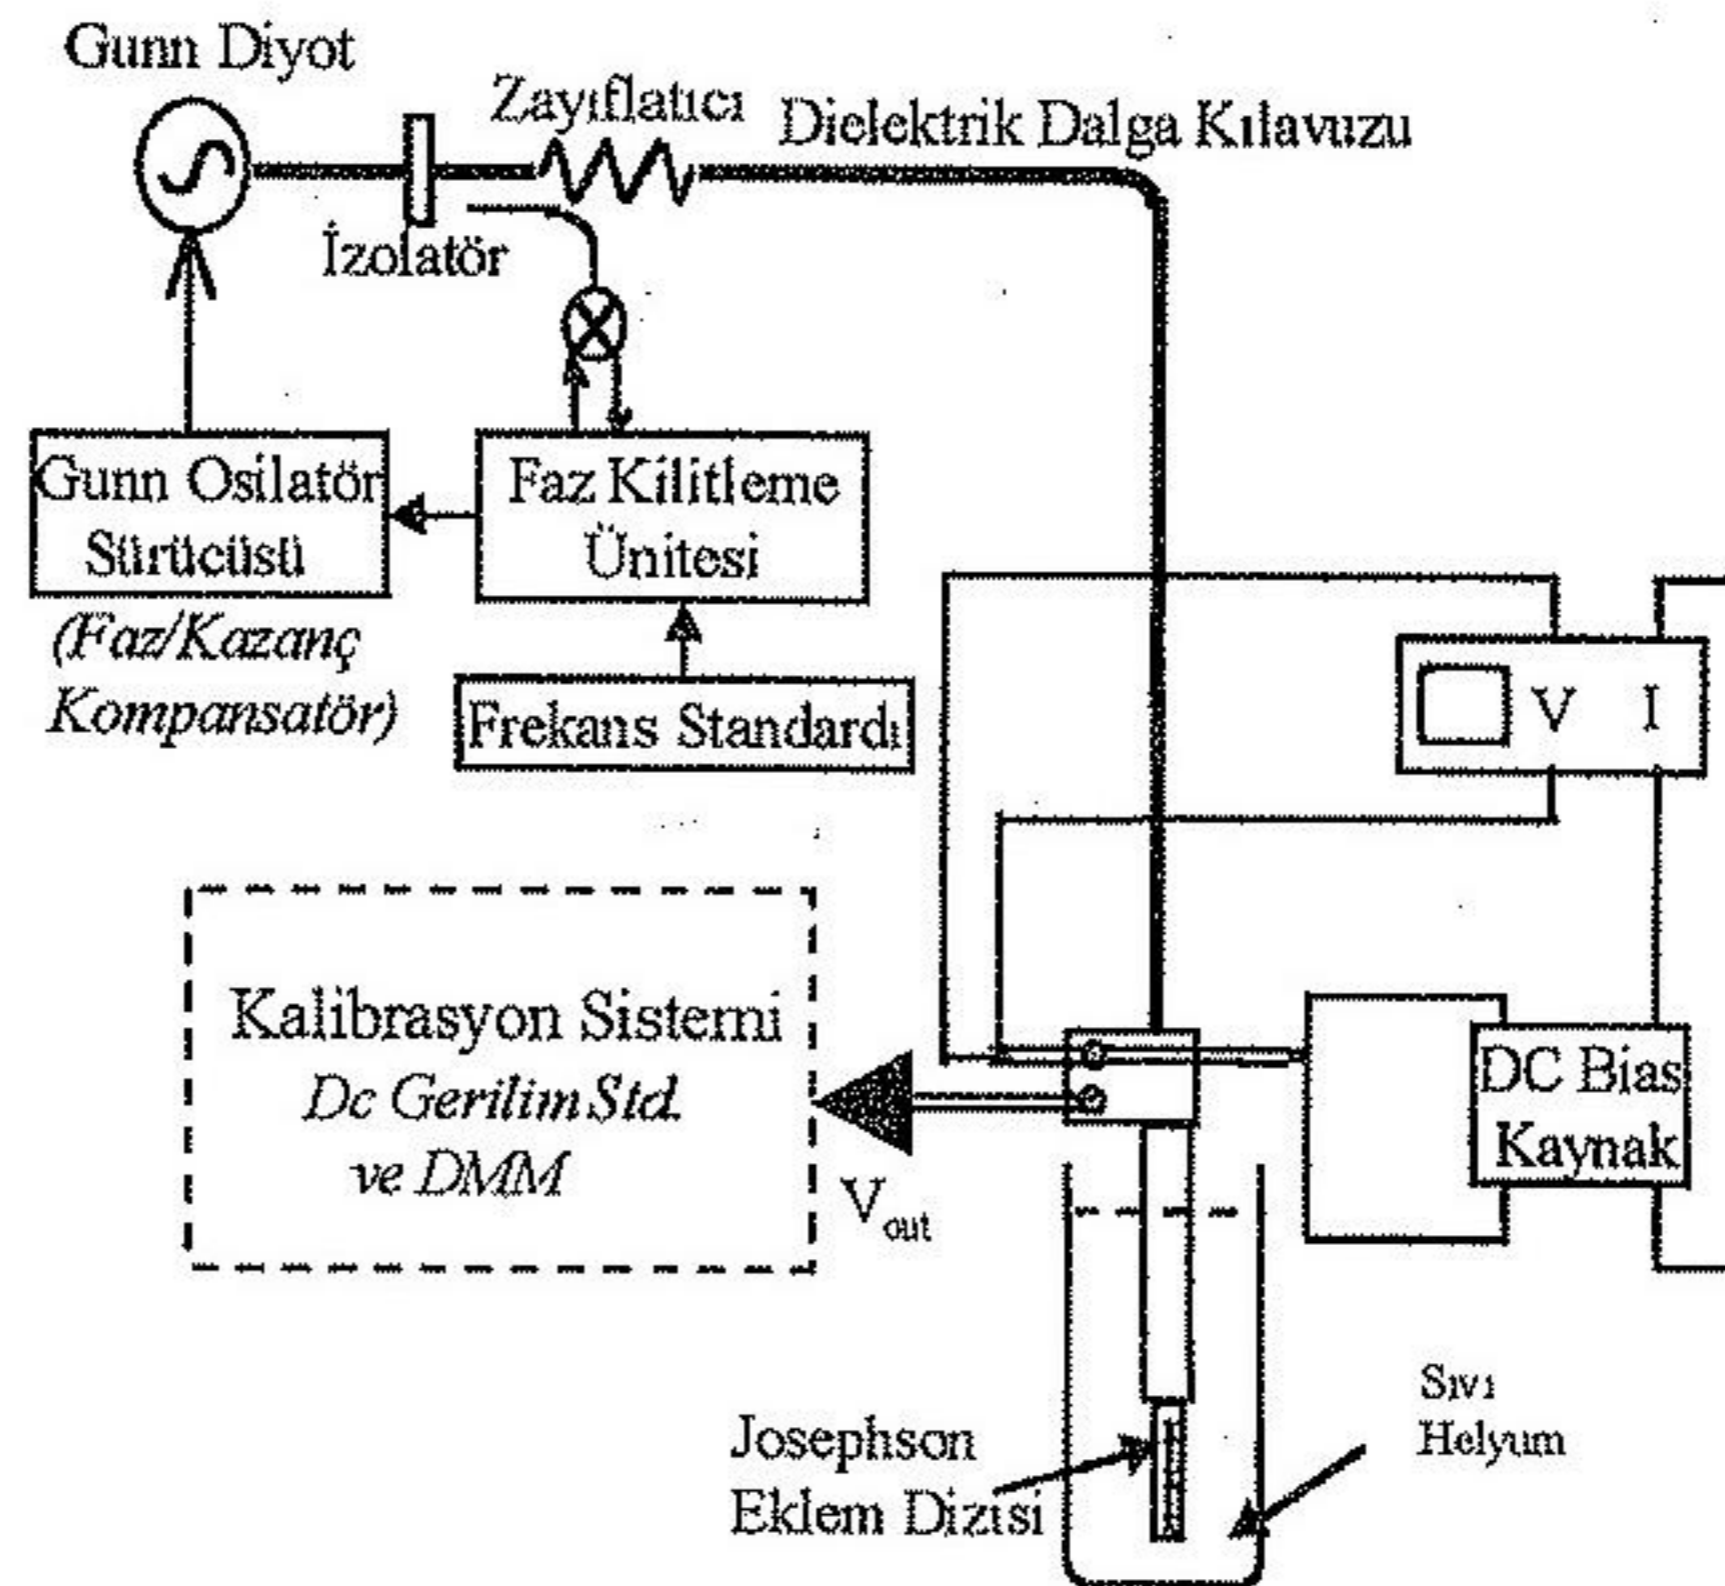 Gunn Diyot
Zayıflatıcı
Dielektrik Dalga Kılavuzu
İzolatör
Gunn Osilatör
Sürücüsü
(Faz/Kazanç
Kompansatör)
Faz Kilitleme
Ünitesi
Frekans Standardı
V I
Kalibrasyon Sistemi
Dc Gerilim Std.
ve DMM
Vout
DC Bias
Kaynak
Josephson
Eklem Dizisi
Sıvı
Helyum